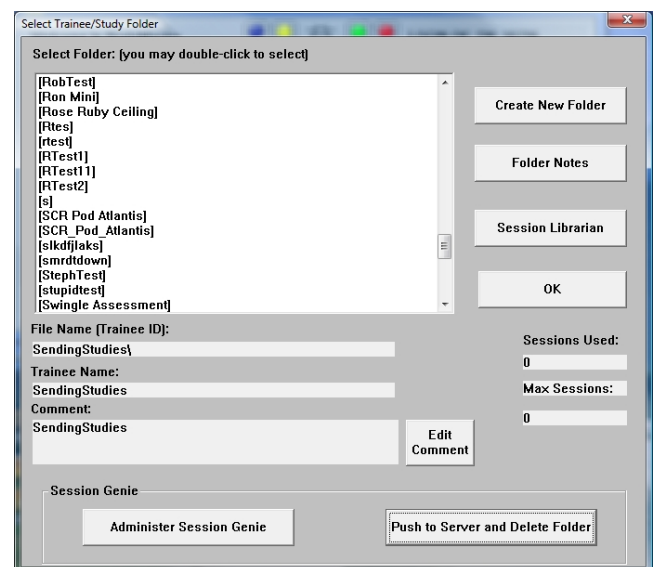 Select Trainee/Study Folder
Select Folder: (you may double-click to select)
[RobTest]
[Ron Mini]
[Rose Ruby Ceiling]
[Rtes]
[rtest]
[RTest1]
[RTest11]
[RTest2]
[s]
[SCR Pod Atlantis]
[SCR_Pod_Atlantis]
[slkdfjlaks]
[smrdtdown]
[StephTest]
[stupidtest]
[Swingle Assessment]
Create New Folder
Folder Notes
Session Librarian
OK
File Name (Trainee ID):
SendingStudies\
Trainee Name:
SendingStudies
Comment:
SendingStudies
Edit
Comment
Sessions Used:
0
Max Sessions:
0
Session Genie
Administer Session Genie
Push to Server and Delete Folder